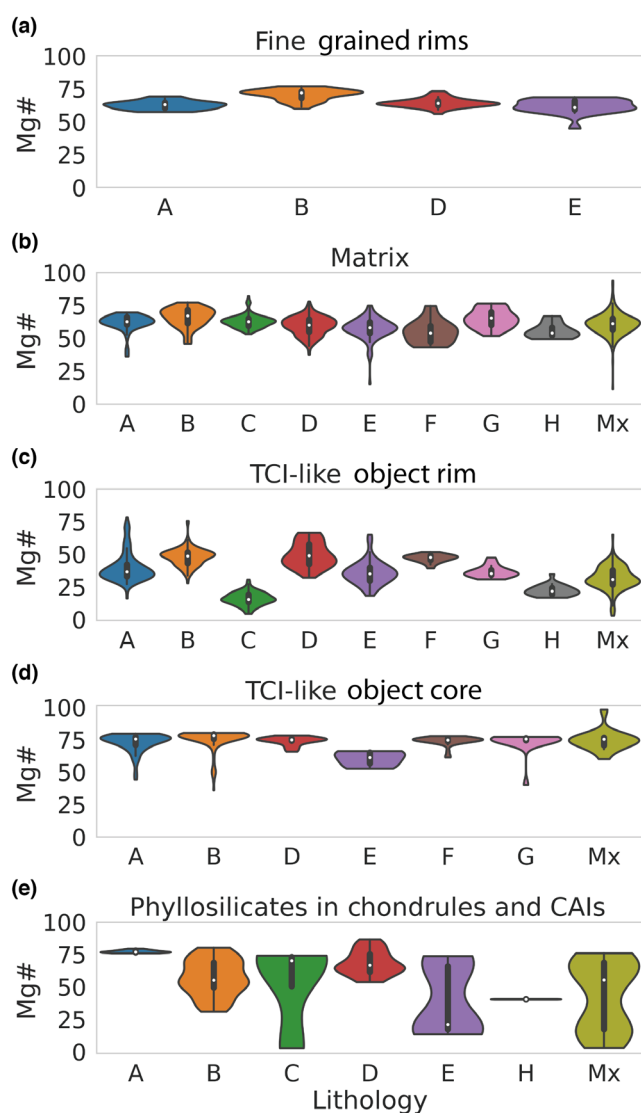 (a)
Fine grained rims
100
75
50
25
0
Mg#
A B D E
(b)
Matrix
100
75
50
25
0
Mg#
A B C D E F G H Mx
(c)
TCI-like object rim
100
75
50
25
0
Mg#
A B C D E F G H Mx
(d)
TCI-like object core
100
75
50
25
0
Mg#
A B D E F G Mx
(e)
Phyllosilicates in chondrules and CAIs
100
75
50
25
0
Mg#
A B C D E H Mx
Lithology